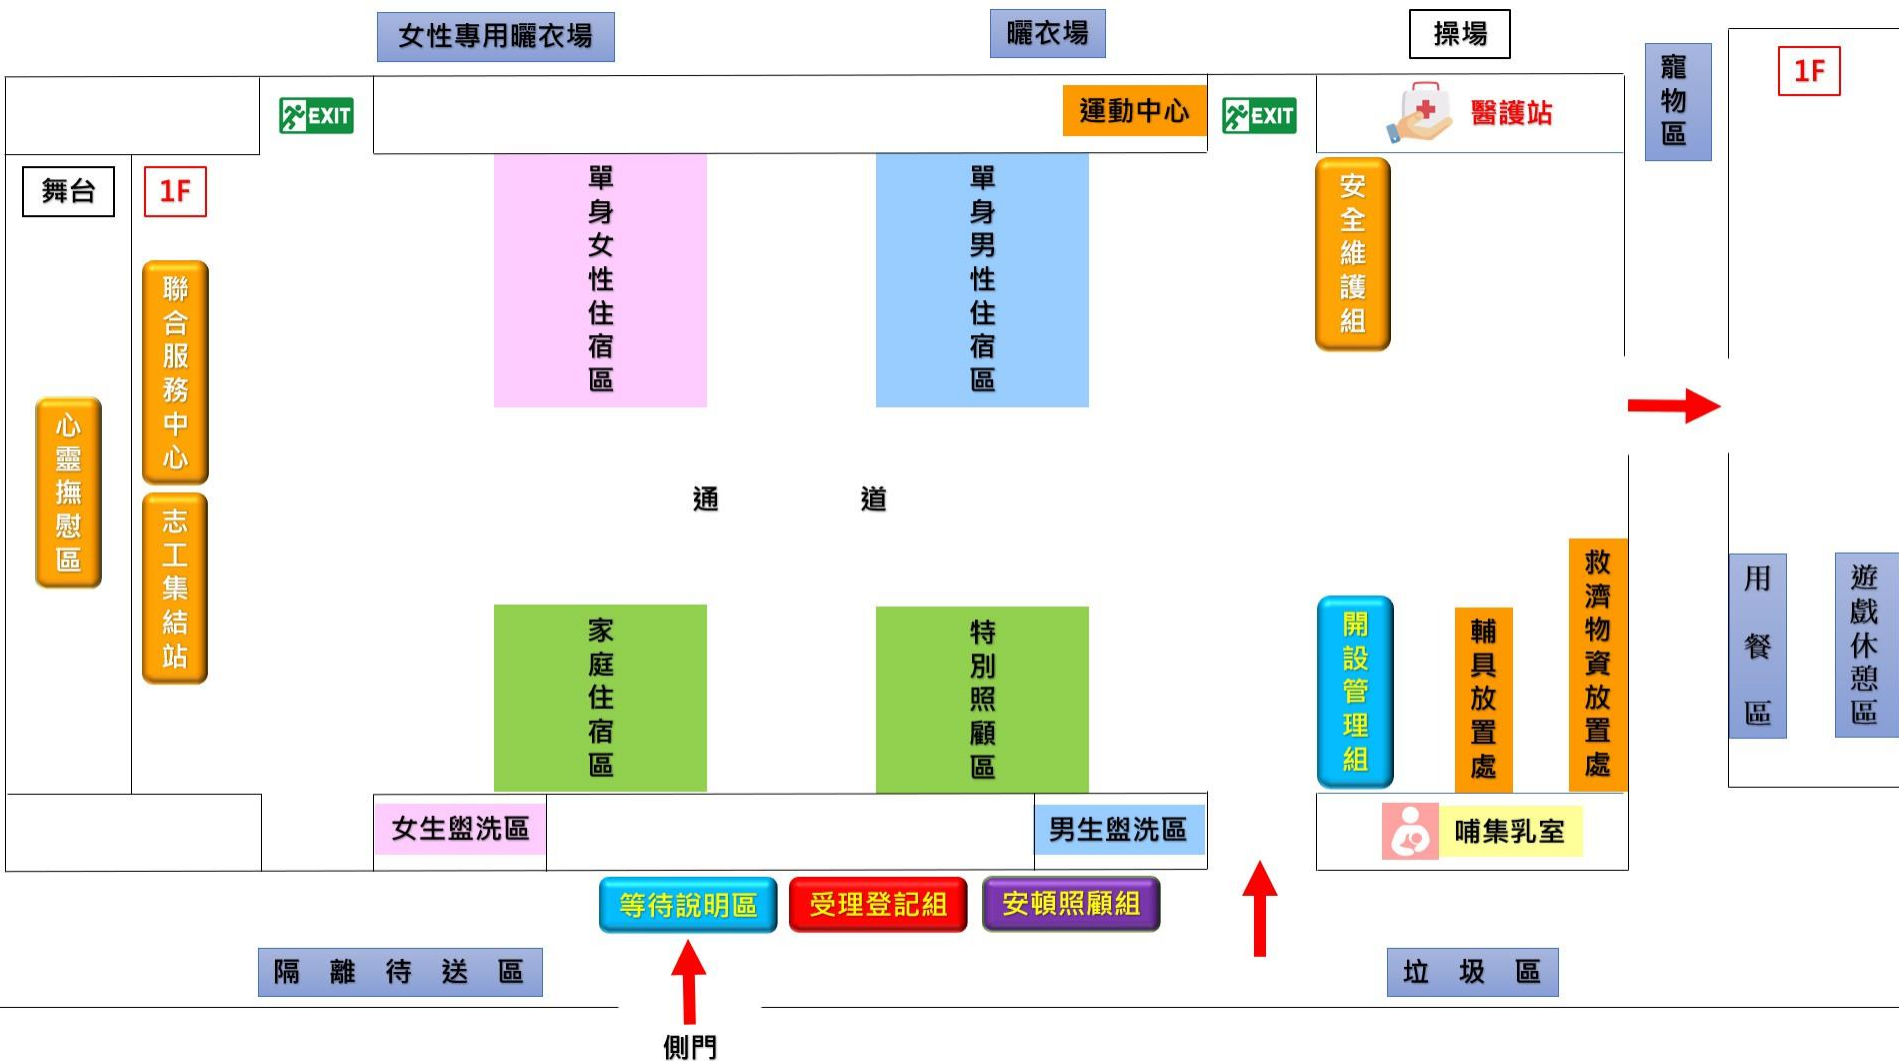 女性專用曬衣場
曬衣場
操場
寵物區
1F
EXIT
運動中心
EXIT
醫護站
舞台
1F
單身女性住宿區
單身男性住宿區
安全維護組
聯合服務中心
心靈撫慰區
志工集結站
通道
家庭住宿區
特別照顧區
開設管理組
輔具放置處
救濟物資放置處
用餐區
遊戲休憩區
女生盥洗區
男生盥洗區
哺集乳室
等待說明區
受理登記組
安頓照顧組
隔離待送區
垃圾區
側門